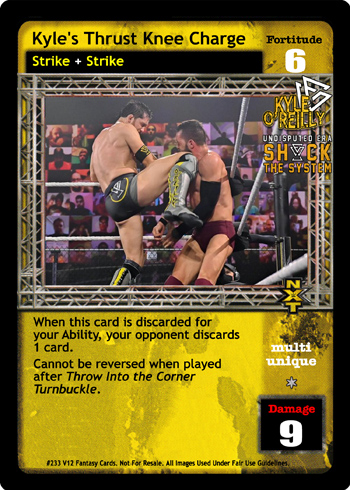 Kyle's Thrust Knee Charge
Fortitude
6
Strike + Strike
KYLE
O'REILLY
UNDISPUTED ERA
SHOCK
THE SYSTEM
NXT
When this card is discarded for
your Ability, your opponent discards
1 card.
Cannot be reversed when played
after Throw Into the Corner
Turnbuckle.
multi
unique
Damage
9
#233 V12 Fantasy Cards. Not For Resale. All Images Used Under Fair Use Guidelines.